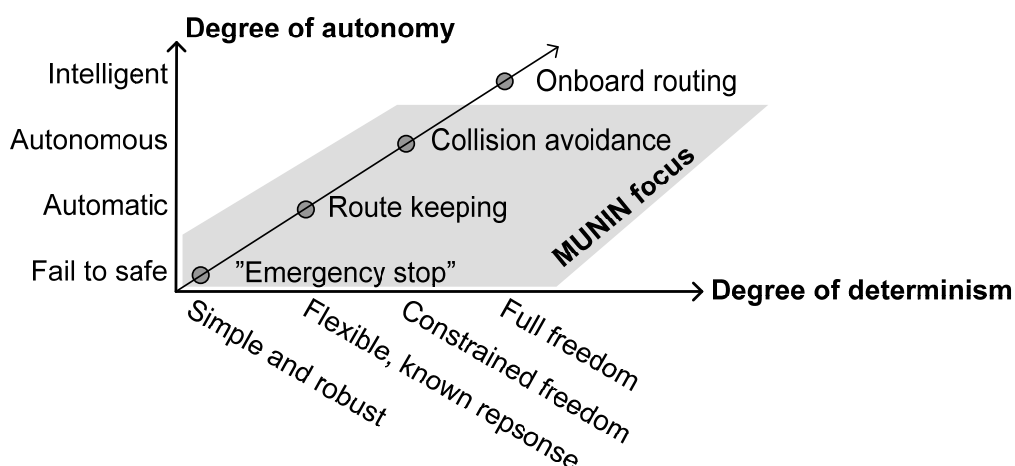 Degree of autonomy
Intelligent
Onboard routing
Autonomous
Collision avoidance
MUNIN focus
Automatic
Route keeping
Fail to safe
”Emergency stop”
Degree of determinism
Simple and robust
Flexible, known repsonse
Constrained freedom
Full freedom